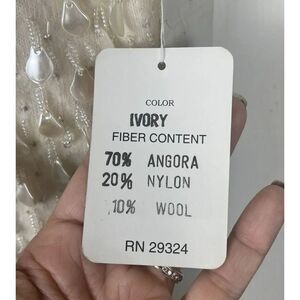 COLOR
IVORY
FIBER CONTENT
70% ANGORA
20% NYLON
10% WOOL
RN 29324